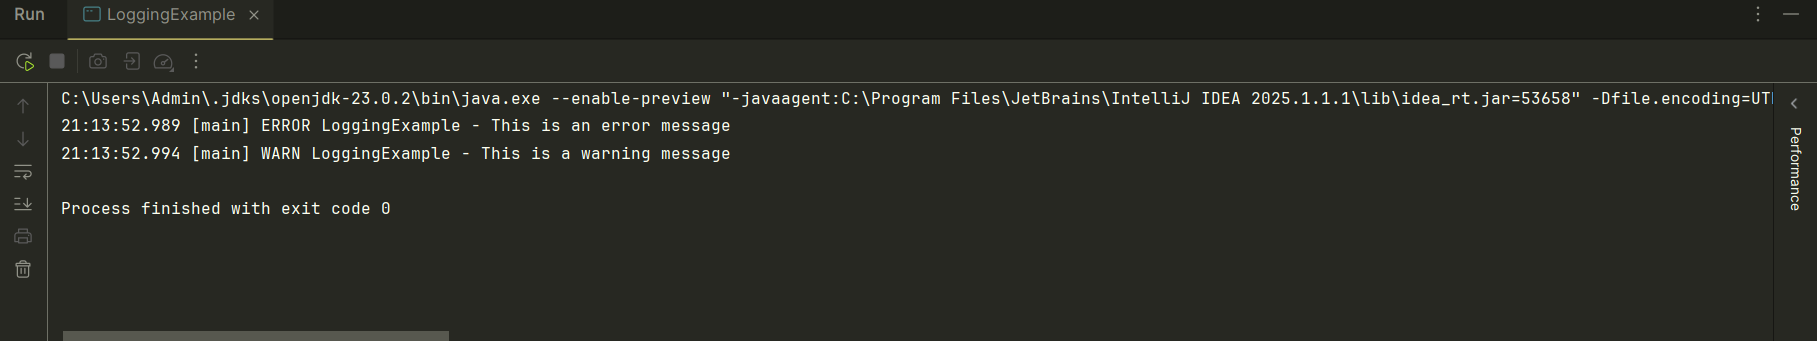 Run LoggingExample
C:\Users\Admin\.jdks\openjdk-23.0.2\bin\java.exe --enable-preview "-javaagent:C:\Program Files\JetBrains\IntelliJ IDEA 2025.1.1.1\lib\idea_rt.jar=53658" -Dfile.encoding=UT
21:13:52.989 [main] ERROR LoggingExample - This is an error message
21:13:52.994 [main] WARN LoggingExample - This is a warning message
Process finished with exit code 0
Performance